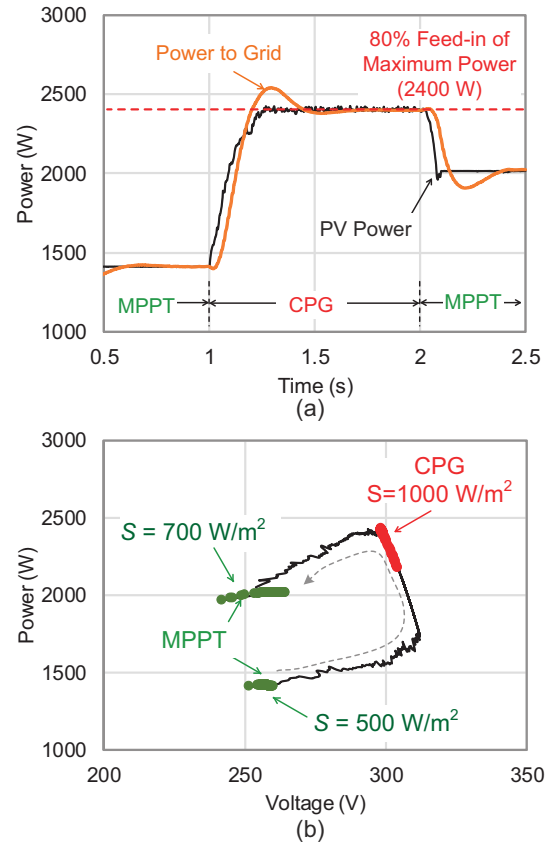 (a)
3000
2500
2000
1500
1000
Power (W)
Power to Grid
80% Feed-in of
Maximum Power
(2400 W)
PV Power
MPPT
CPG
MPPT
0.5
1
1.5
2
2.5
Time (s)
(a)
3000
2500
2000
1500
1000
Power (W)
CPG
S=1000 W/m²
S = 700 W/m²
MPPT
S = 500 W/m²
200
250
300
350
Voltage (V)
(b)